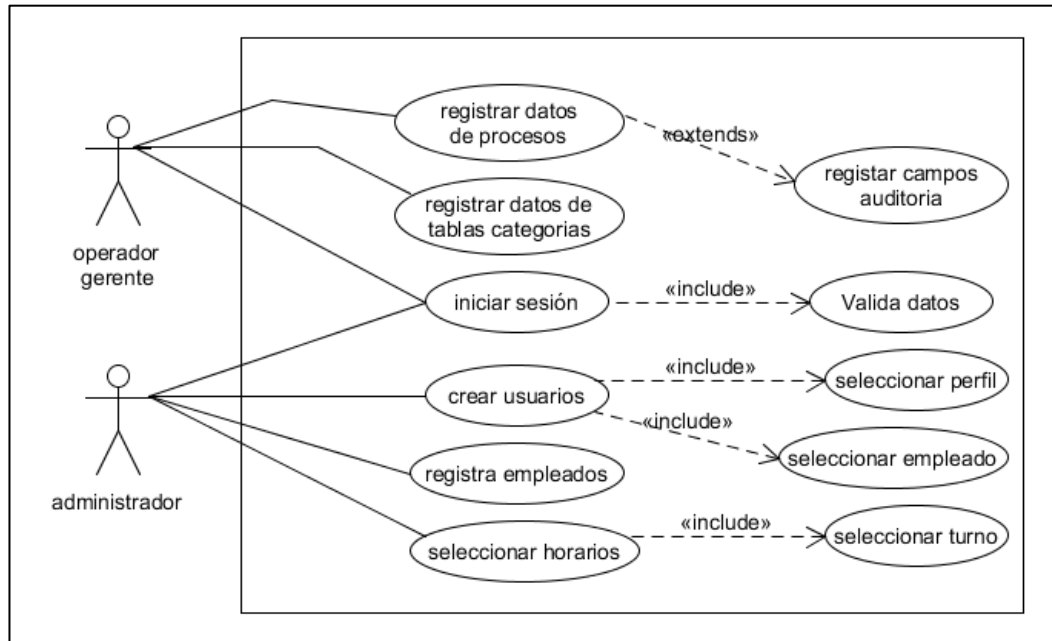 registrar datos
de procesos
«extends»
registar campos
auditoria
operador
gerente
registrar datos de
tablas categorias
iniciar sesión
«include»
Valida datos
administrador
crear usuarios
«include»
seleccionar perfil
«include»
seleccionar empleado
registra empleados
seleccionar horarios
«include»
seleccionar turno